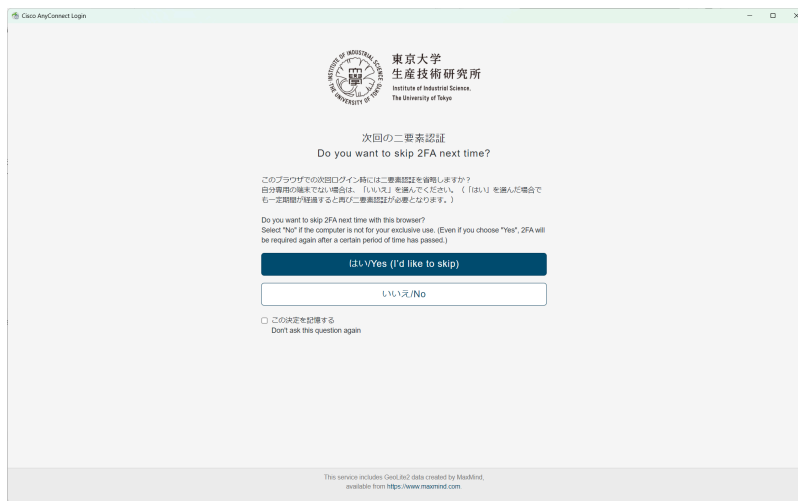 Cisco AnyConnect Login
INSTITUTE OF INDUSTRIAL SCIENCE
THE UNIVERSITY OF TOKYO
東京大学
生産技術研究所
Institute of Industrial Science,
The University of Tokyo
次回の二要素認証
Do you want to skip 2FA next time?
このブラウザでの次回ログイン時には二要素認証を省略しますか？
自分専用の端末でない場合は、「いいえ」を選んでください。（「はい」を選んだ場合で
も一定期間が経過すると再び二要素認証が必要となります。）
Do you want to skip 2FA next time with this browser?
Select "No" if the computer is not for your exclusive use. (Even if you choose "Yes", 2FA will
be required again after a certain period of time has passed.)
はい/Yes (I'd like to skip)
いいえ/No
この決定を記憶する
Don't ask this question again
This service includes GeoLite2 data created by MaxMind,
available from https://www.maxmind.com.